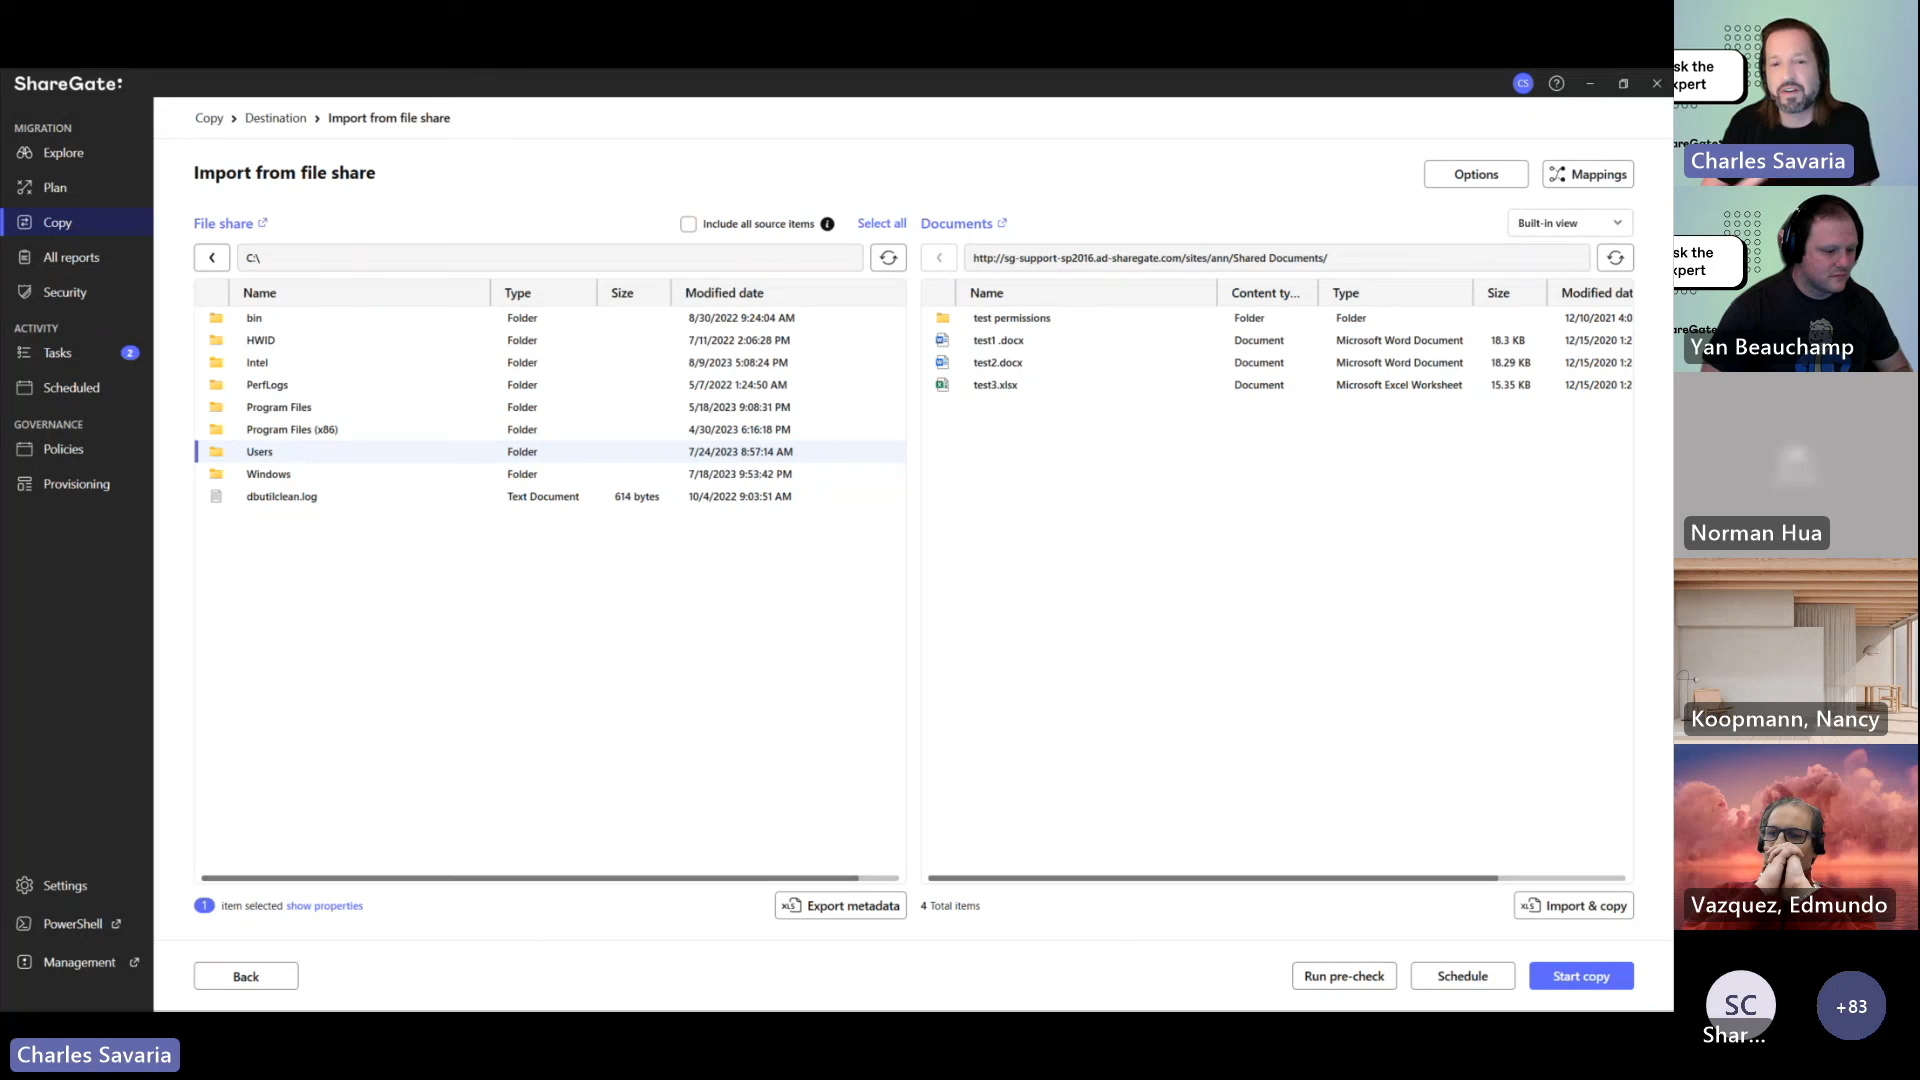 ShareGate:
CS
MIGRATION
Explore
Plan
Copy
All reports
Security
ACTIVITY
Tasks 2
Scheduled
GOVERNANCE
Policies
Provisioning
Settings
PowerShell
Management
Copy > Destination > Import from file share
Import from file share
Options
Mappings
File share
Include all source items
Select all
C:\
Name Type Size Modified date
bin Folder 8/30/2022 9:24:04 AM
HWID Folder 7/11/2022 2:06:28 PM
Intel Folder 8/9/2023 5:08:24 PM
PerfLogs Folder 5/7/2022 1:24:50 AM
Program Files Folder 5/18/2023 9:08:31 PM
Program Files (x86) Folder 4/30/2023 6:16:18 PM
Users Folder 7/24/2023 8:57:14 AM
Windows Folder 7/18/2023 9:53:42 PM
dbutilclean.log Text Document 614 bytes 10/4/2022 9:03:51 AM
1 item selected show properties
Export metadata
Documents
Built-in view
http://sg-support-sp2016.ad-sharegate.com/sites/ann/Shared Documents/
Name Content ty... Type Size Modified dat
test permissions Folder Folder 12/10/2021 4:0
test1 .docx Document Microsoft Word Document 18.3 KB 12/15/2020 1:2
test2.docx Document Microsoft Word Document 18.29 KB 12/15/2020 1:2
test3.xlsx Document Microsoft Excel Worksheet 15.35 KB 12/15/2020 1:2
4 Total items
Import & copy
Back
Run pre-check
Schedule
Start copy
sk the
xpert
Charles Savaria
sk the
xpert
Yan Beauchamp
Norman Hua
Koopmann, Nancy
Vazquez, Edmundo
SC
Shar...
+83
Charles Savaria